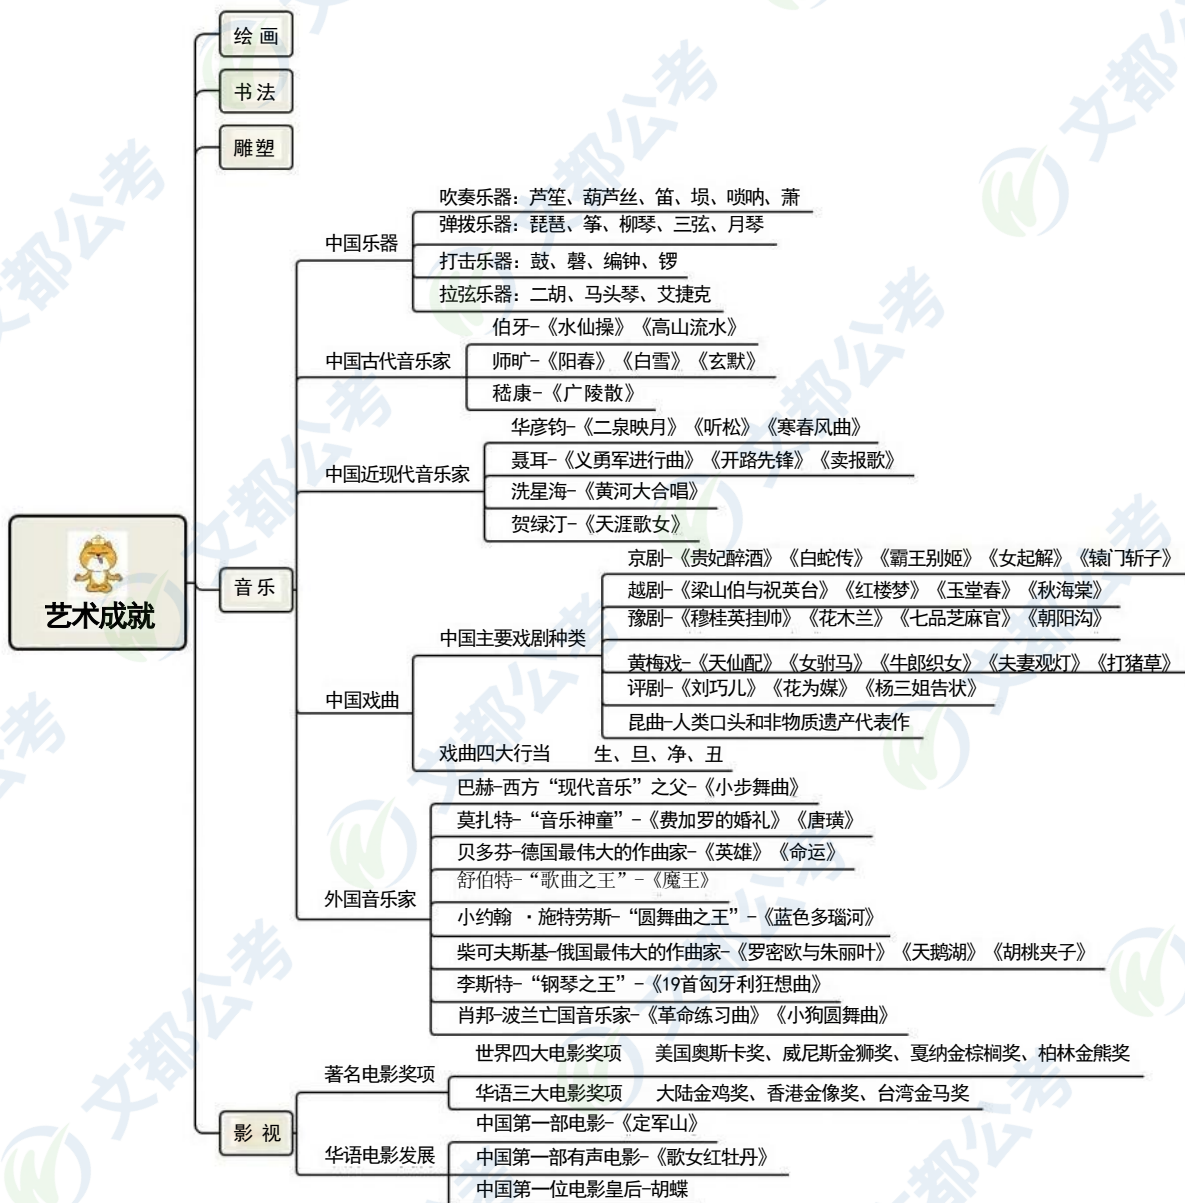 绘画
书法
雕塑
吹奏乐器：芦笙、葫芦丝、笛、埙、唢呐、萧
弹拨乐器：琵琶、筝、柳琴、三弦、月琴
中国乐器
打击乐器：鼓、磬、编钟、锣
拉弦乐器：二胡、马头琴、艾捷克
伯牙-《水仙操》《高山流水》
中国古代音乐家
师旷-《阳春》《白雪》《玄默》
嵇康-《广陵散》
华彦钧-《二泉映月》《听松》《寒春风曲》
聂耳-《义勇军进行曲》《开路先锋》《卖报歌》
中国近现代音乐家
洗星海-《黄河大合唱》
贺绿汀-《天涯歌女》
京剧-《贵妃醉酒》《白蛇传》《霸王别姬》《女起解》《辕门斩子》
音乐
越剧-《梁山伯与祝英台》《红楼梦》《玉堂春》《秋海棠》
艺术成就
豫剧-《穆桂英挂帅》《花木兰》《七品芝麻官》《朝阳沟》
中国主要戏剧种类
黄梅戏-《天仙配》《女驸马》《牛郎织女》《夫妻观灯》《打猪草》
评剧-《刘巧儿》《花为媒》《杨三姐告状》
中国戏曲
昆曲-人类口头和非物质遗产代表作
戏曲四大行当 生、旦、净、丑
巴赫-西方“现代音乐”之父-《小步舞曲》
莫扎特-“音乐神童”-《费加罗的婚礼》《唐璜》
贝多芬-德国最伟大的作曲家-《英雄》《命运》
舒伯特-“歌曲之王”-《魔王》
外国音乐家
小约翰·施特劳斯-“圆舞曲之王”-《蓝色多瑙河》
柴可夫斯基-俄国最伟大的作曲家-《罗密欧与朱丽叶》《天鹅湖》《胡桃夹子》
李斯特-“钢琴之王”-《19首匈牙利狂想曲》
肖邦-波兰亡国音乐家-《革命练习曲》《小狗圆舞曲》
世界四大电影奖项 美国奥斯卡奖、威尼斯金狮奖、戛纳金棕榈奖、柏林金熊奖
著名电影奖项
华语三大电影奖项 大陆金鸡奖、香港金像奖、台湾金马奖
影视
中国第一部电影-《定军山》
华语电影发展
中国第一部有声电影-《歌女红牡丹》
中国第一位电影皇后-胡蝶
文都公考